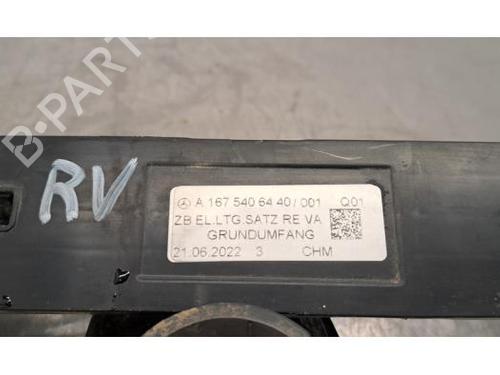 B-PARTS
RV
A 167 540 64 40 / 001 Q01
ZB EL.LTG.SATZ RE VA
GRUNDUMFANG
21.06.2022 3 CHM